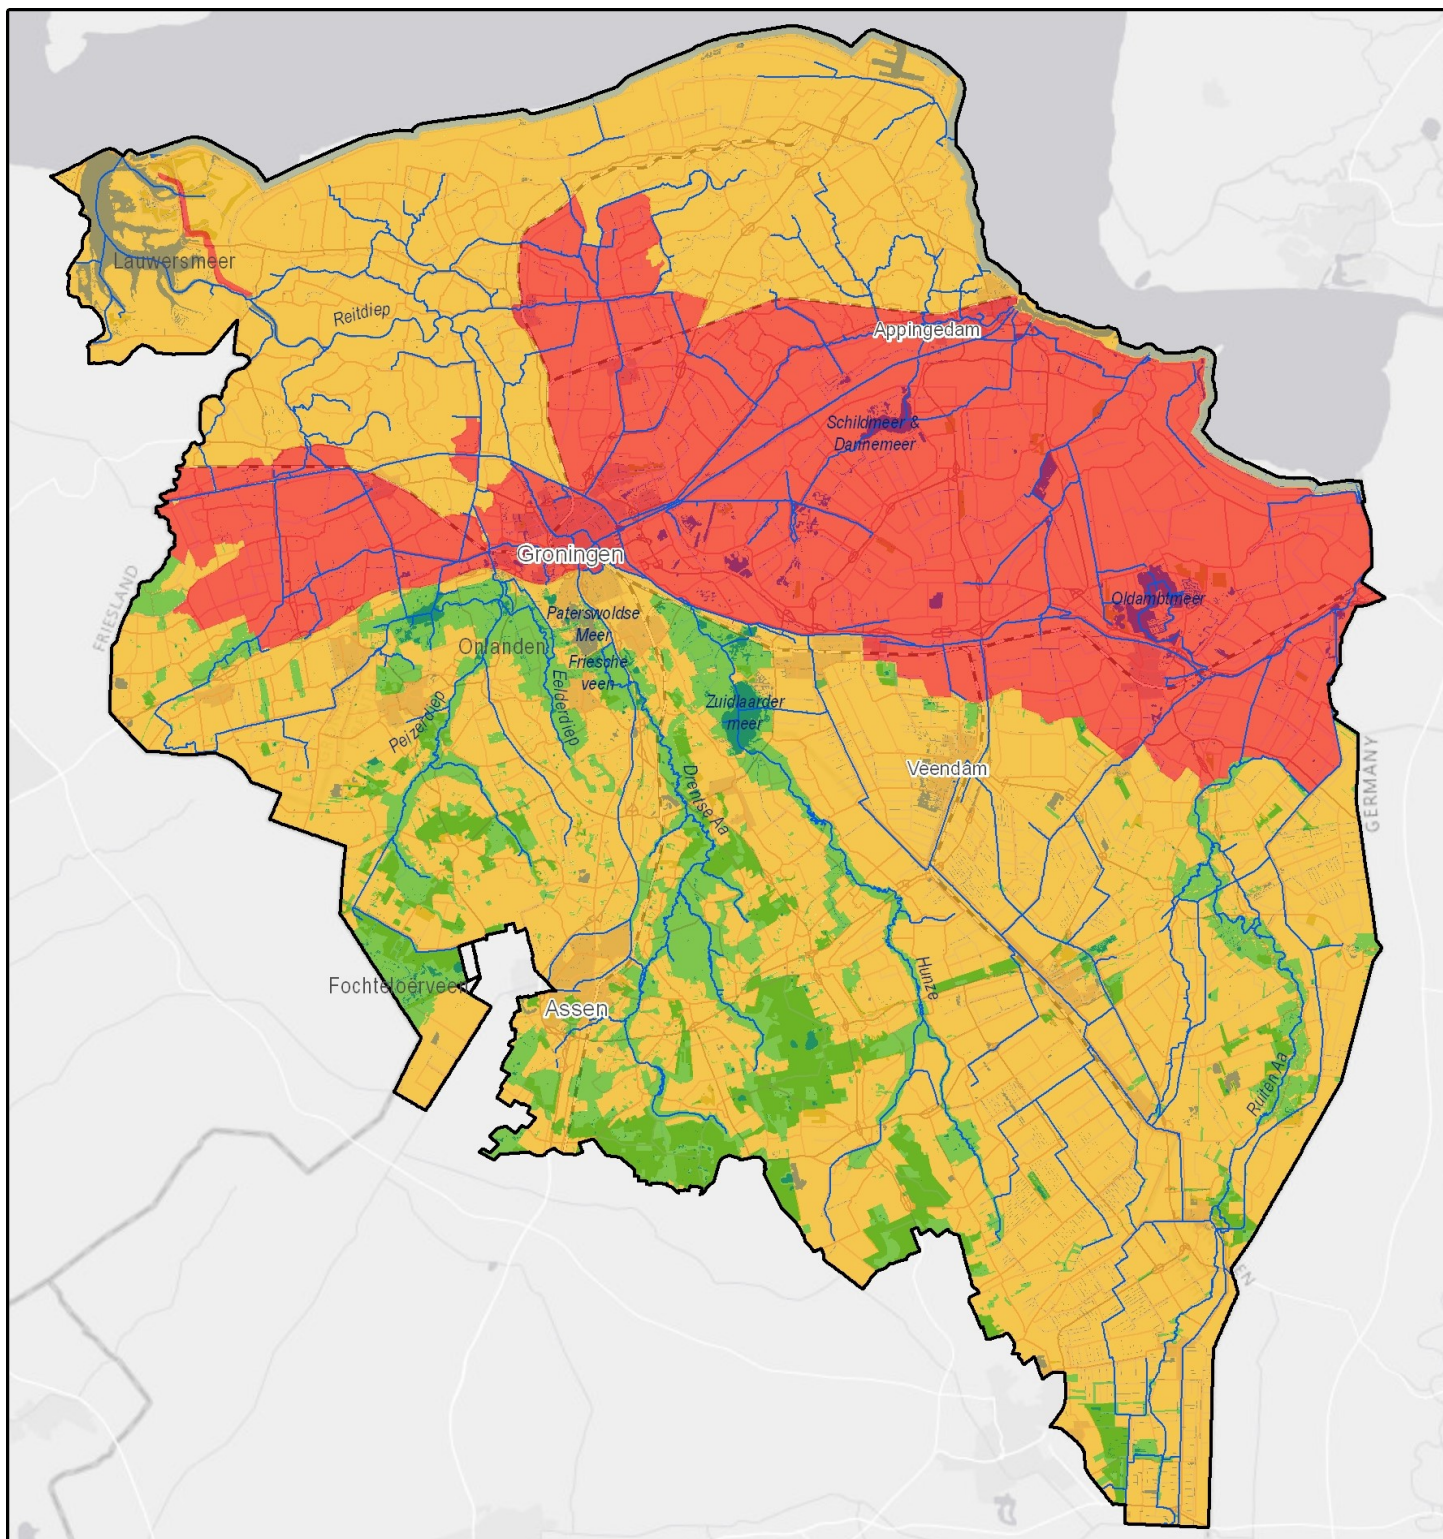 Lauwersmeer
Reitdiep
Appingedam
Schildmeer &
Dannemeer
Groningen
FRIESLAND
Oldambtmeer
Paterswoldse
Meer
Onlanden
Friesche
veen
Eelderdiep
Zuidlaarder
meer
Peizerdiep
Veendam
GERMANY
Drentse Aa
Fochteloërveen
Hunze
Assen
Ruiten Aa